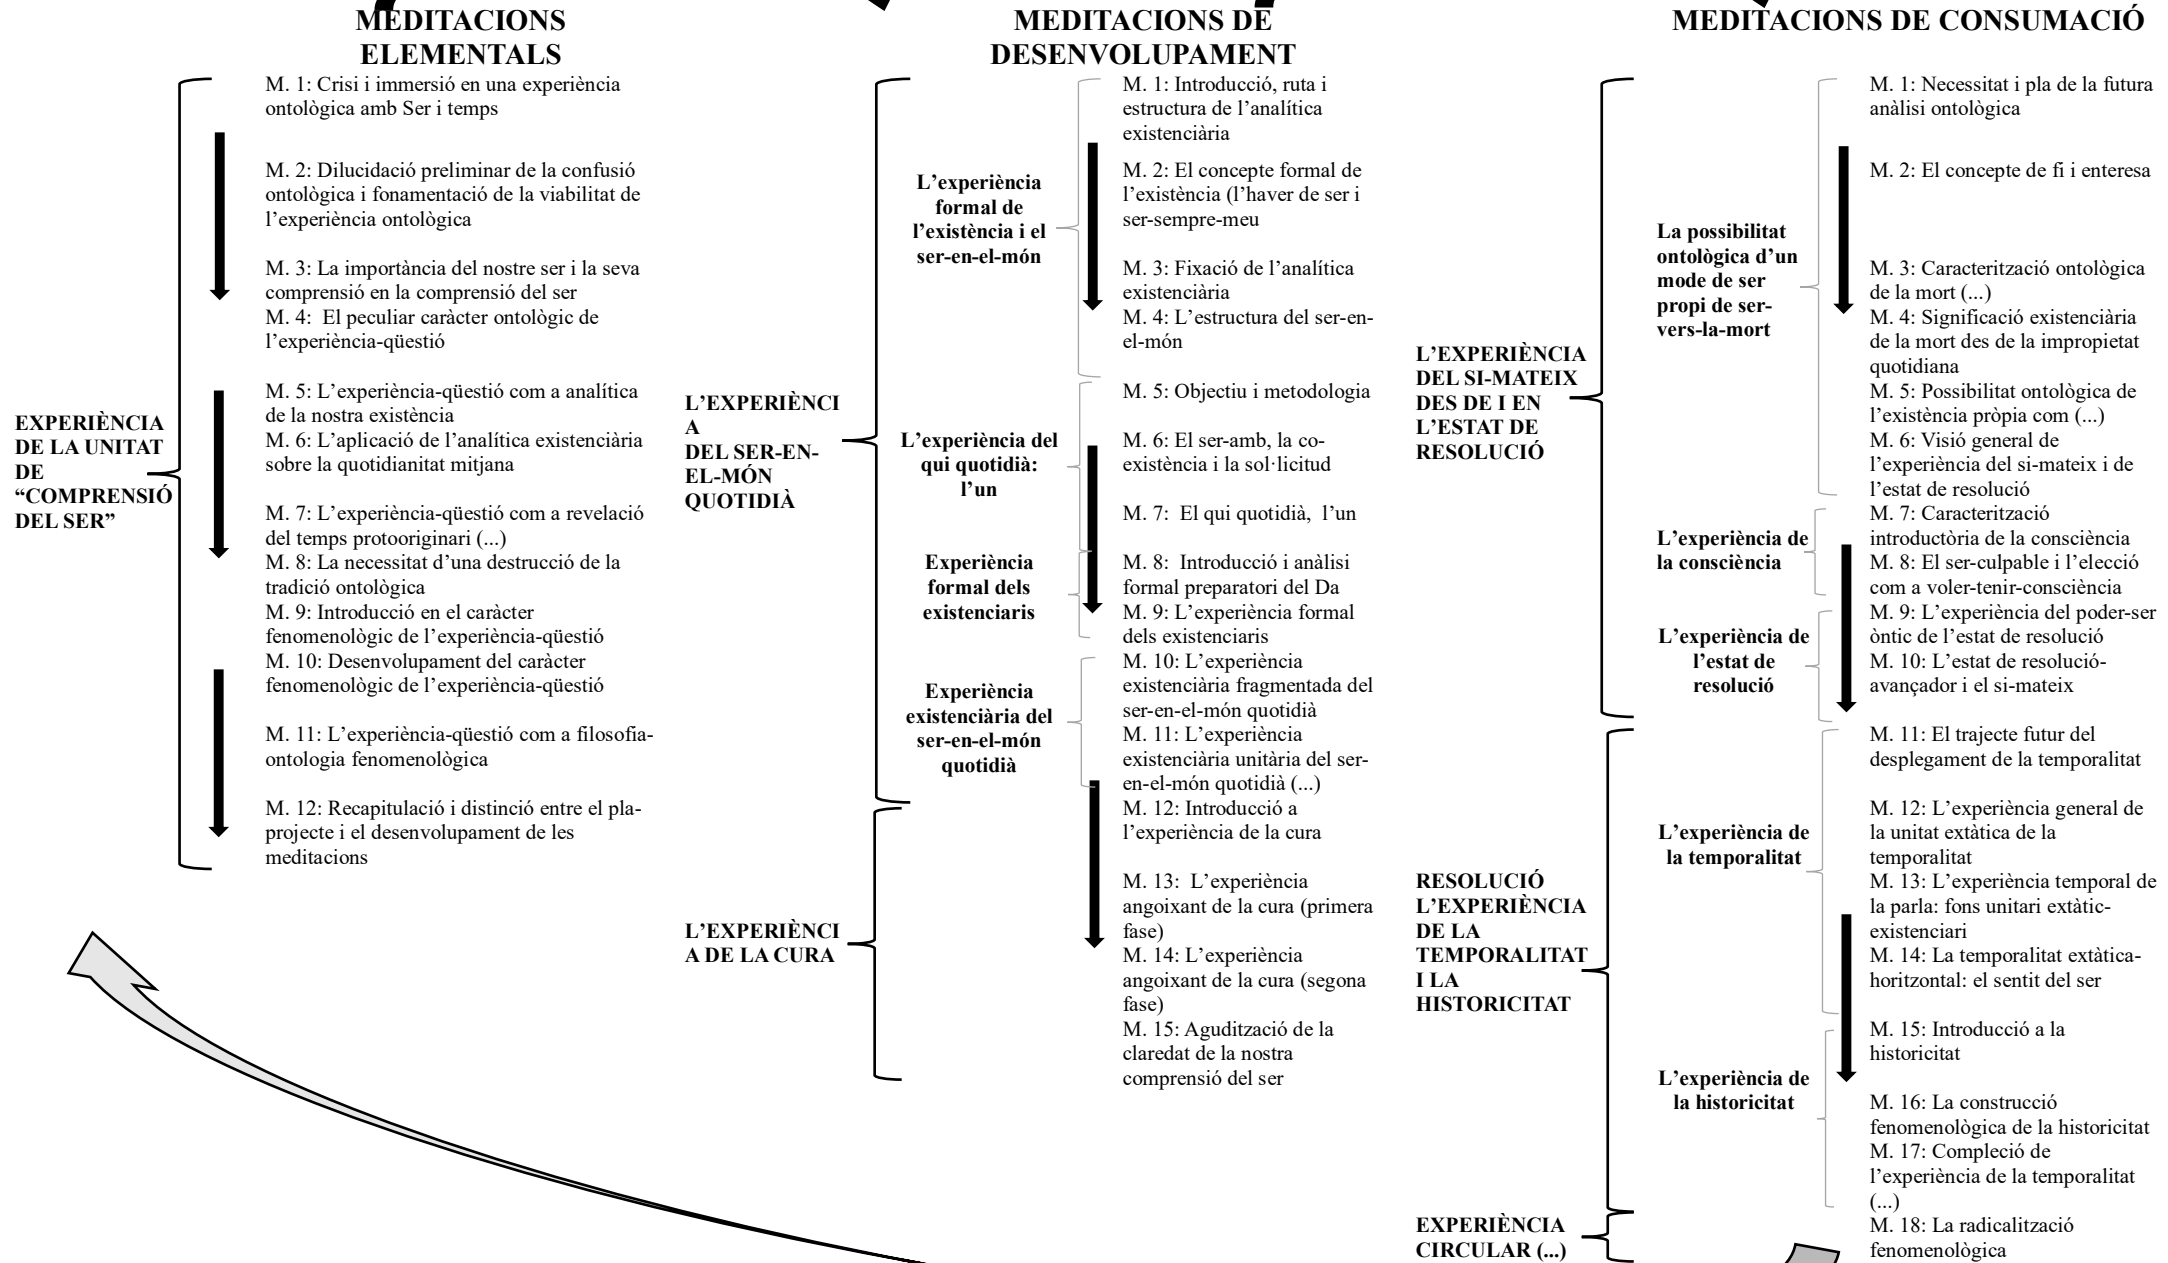 MEDITACIONS
ELEMENTALS
EXPERIÈNCIA
DE LA UNITAT
DE
“COMPRENSIÓ
DEL SER”
M. 1: Crisi i immersió en una experiència
ontològica amb Ser i temps
M. 2: Dilucidació preliminar de la confusió
ontològica i fonamentació de la viabilitat de
l’experiència ontològica
M. 3: La importància del nostre ser i la seva
comprensió en la comprensió del ser
M. 4: El peculiar caràcter ontològic de
l’experiència-qüestió
M. 5: L’experiència-qüestió com a analítica
de la nostra existència
M. 6: L’aplicació de l’analítica existenciària
sobre la quotidianitat mitjana
M. 7: L’experiència-qüestió com a revelació
del temps protooriginari (...)
M. 8: La necessitat d’una destrucció de la
tradició ontològica
M. 9: Introducció en el caràcter
fenomenològic de l’experiència-qüestió
M. 10: Desenvolupament del caràcter
fenomenològic de l’experiència-qüestió
M. 11: L’experiència-qüestió com a filosofia-
ontologia fenomenològica
M. 12: Recapitulació i distinció entre el pla-
projecte i el desenvolupament de les
meditacions
MEDITACIONS DE
DESENVOLUPAMENT
L’EXPERIÈNCI
A
DEL SER-EN-
EL-MÓN
QUOTIDIÀ
L’experiència
formal de
l’existència i el
ser-en-el-món
M. 1: Introducció, ruta i
estructura de l’analítica
existenciària
M. 2: El concepte formal de
l’existència (l’haver de ser i
ser-sempre-meu
M. 3: Fixació de l’analítica
existenciària
M. 4: L’estructura del ser-en-
el-món
L’experiència del
qui quotidià:
l’un
M. 5: Objectiu i metodologia
M. 6: El ser-amb, la co-
existència i la sol·licitud
M. 7: El qui quotidià, l’un
Experiència
formal dels
existenciaris
M. 8: Introducció i anàlisi
formal preparatori del Da
M. 9: L’experiència formal
dels existenciaris
Experiència
existenciària del
ser-en-el-món
quotidià
M. 10: L’experiència
existenciària fragmentada del
ser-en-el-món quotidià
M. 11: L’experiència
existenciària unitària del ser-
en-el-món quotidià (...)
L’EXPERIÈNCI
A DE LA CURA
M. 12: Introducció a
l’experiència de la cura
M. 13: L’experiència
angoixant de la cura (primera
fase)
M. 14: L’experiència
angoixant de la cura (segona
fase)
M. 15: Agudització de la
claredat de la nostra
comprensió del ser
MEDITACIONS DE CONSUMACIÓ
L’EXPERIÈNCIA
DEL SI-MATEIX
DES DE I EN
L’ESTAT DE
RESOLUCIÓ
La possibilitat
ontològica d’un
mode de ser
propi de ser-
vers-la-mort
M. 1: Necessitat i pla de la futura
anàlisi ontològica
M. 2: El concepte de fi i enteresa
M. 3: Caracterització ontològica
de la mort (...)
M. 4: Significació existenciària
de la mort des de la impropietat
quotidiana
M. 5: Possibilitat ontològica de
l’existència pròpia com (...)
M. 6: Visió general de
l’experiència del si-mateix i de
l’estat de resolució
L’experiència de
la consciència
M. 7: Caracterització
introductòria de la consciència
M. 8: El ser-culpable i l’elecció
com a voler-tenir-consciència
L’experiència de
l’estat de
resolució
M. 9: L’experiència del poder-ser
òntic de l’estat de resolució
M. 10: L’estat de resolució-
avançador i el si-mateix
RESOLUCIÓ
L’EXPERIÈNCIA
DE LA
TEMPORALITAT
I LA
HISTORICITAT
L’experiència de
la temporalitat
M. 11: El trajecte futur del
desplegament de la temporalitat
M. 12: L’experiència general de
la unitat extàtica de la
temporalitat
M. 13: L’experiència temporal de
la parla: fons unitari extàtic-
existenciari
M. 14: La temporalitat extàtica-
horitzontal: el sentit del ser
L’experiència de
la historicitat
M. 15: Introducció a la
historicitat
M. 16: La construcció
fenomenològica de la historicitat
M. 17: Compleció de
l’experiència de la temporalitat
(...)
EXPERIÈNCIA
CIRCULAR (...)
M. 18: La radicalització
fenomenològica